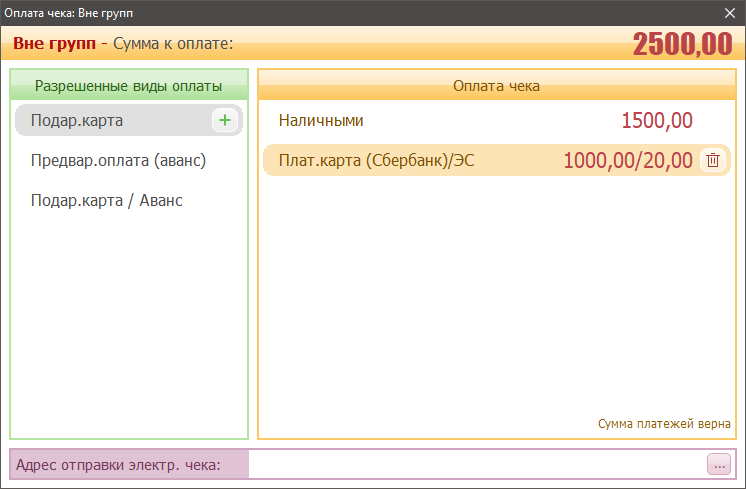 Оплата чека: Вне групп
Вне групп - Сумма к оплате: 2500,00
Разрешенные виды оплаты
Подар.карта
Предвар.оплата (аванс)
Подар.карта / Аванс
Оплата чека
Наличными 1500,00
Плат.карта (Сбербанк)/ЭС 1000,00/20,00
Сумма платежей верна
Адрес отправки электр. чека: ...